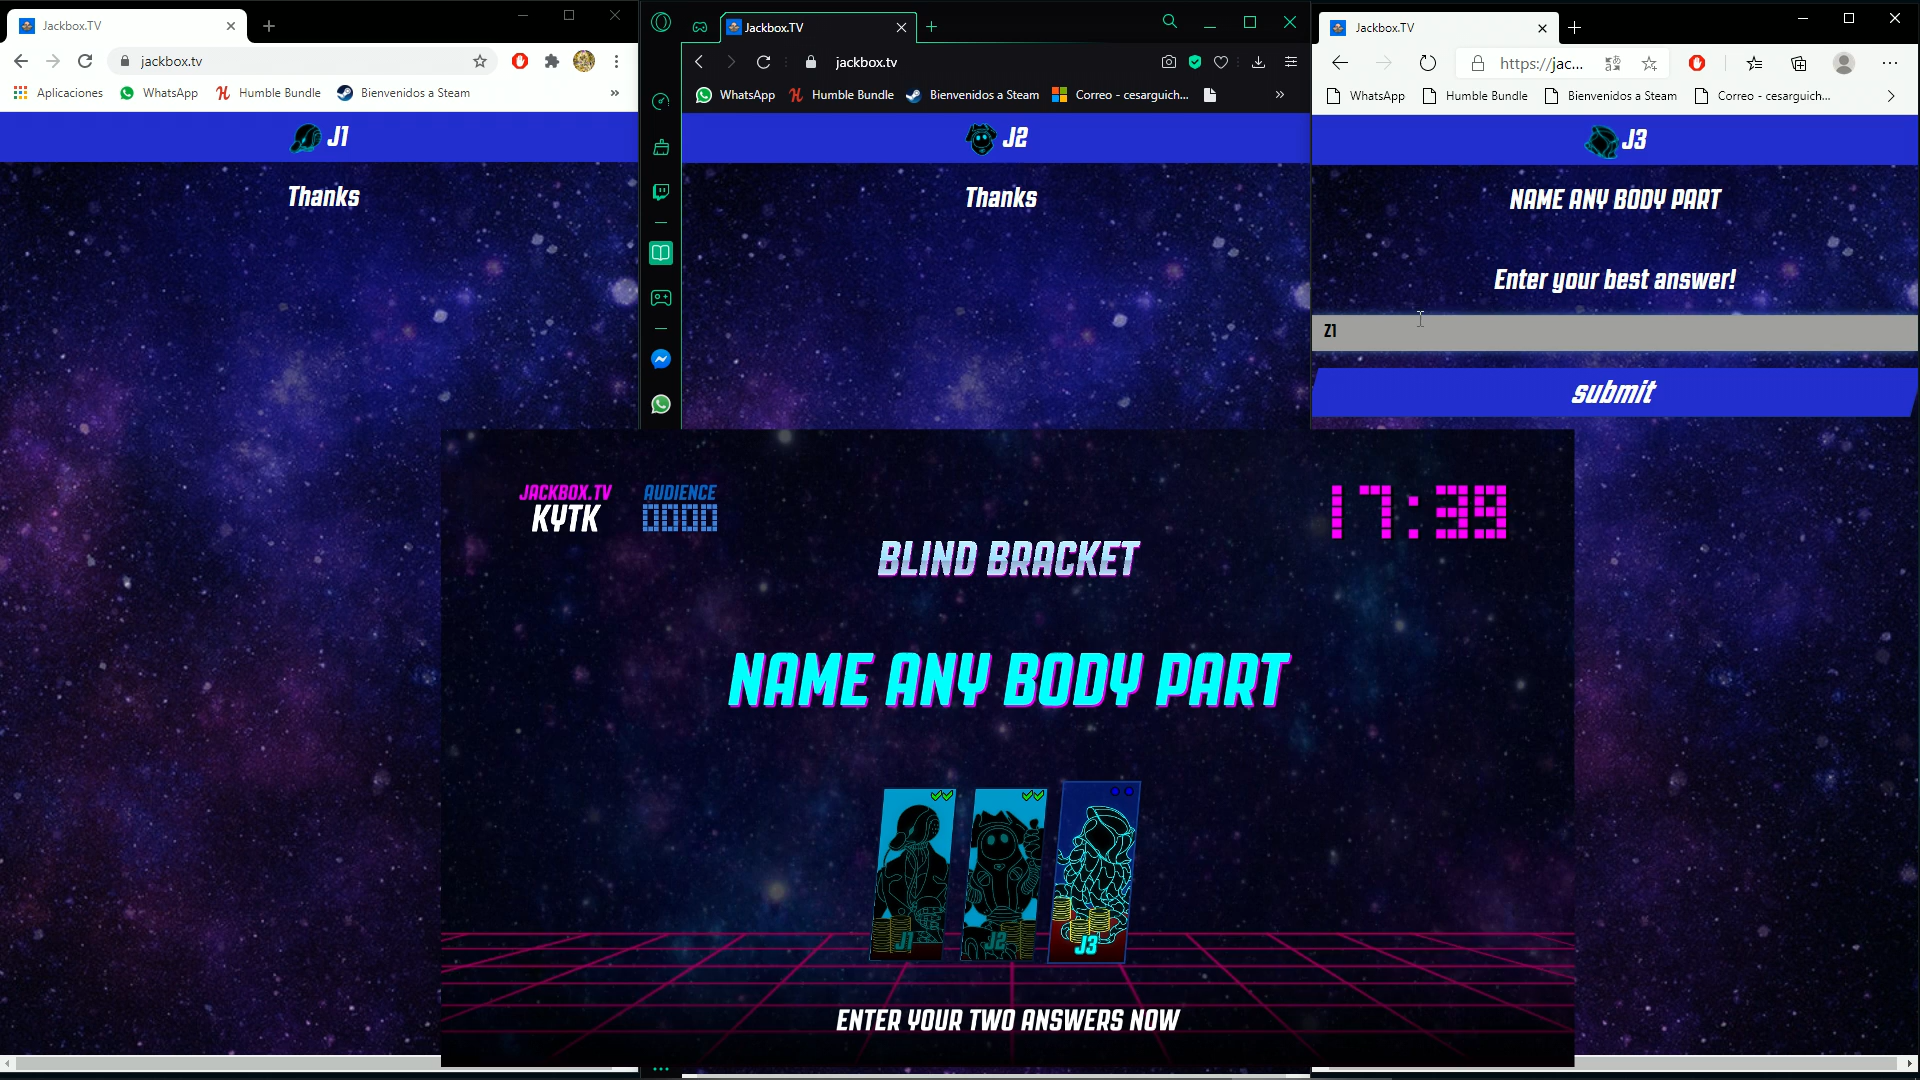 Jackbox.TV
jackbox.tv
Aplicaciones
WhatsApp
Humble Bundle
Bienvenidos a Steam
»
J1
Thanks
Jackbox.TV
jackbox.tv
WhatsApp
Humble Bundle
Bienvenidos a Steam
Correo - cesarguich...
»
J2
Thanks
Jackbox.TV
https://jac...
WhatsApp
Humble Bundle
Bienvenidos a Steam
Correo - cesarguich...
J3
NAME ANY BODY PART
Enter your best answer!
Z1
submit
JACKBOX.TV
KYTK
AUDIENCE
0000
17:39
BLIND BRACKET
NAME ANY BODY PART
J1
J2
J3
ENTER YOUR TWO ANSWERS NOW